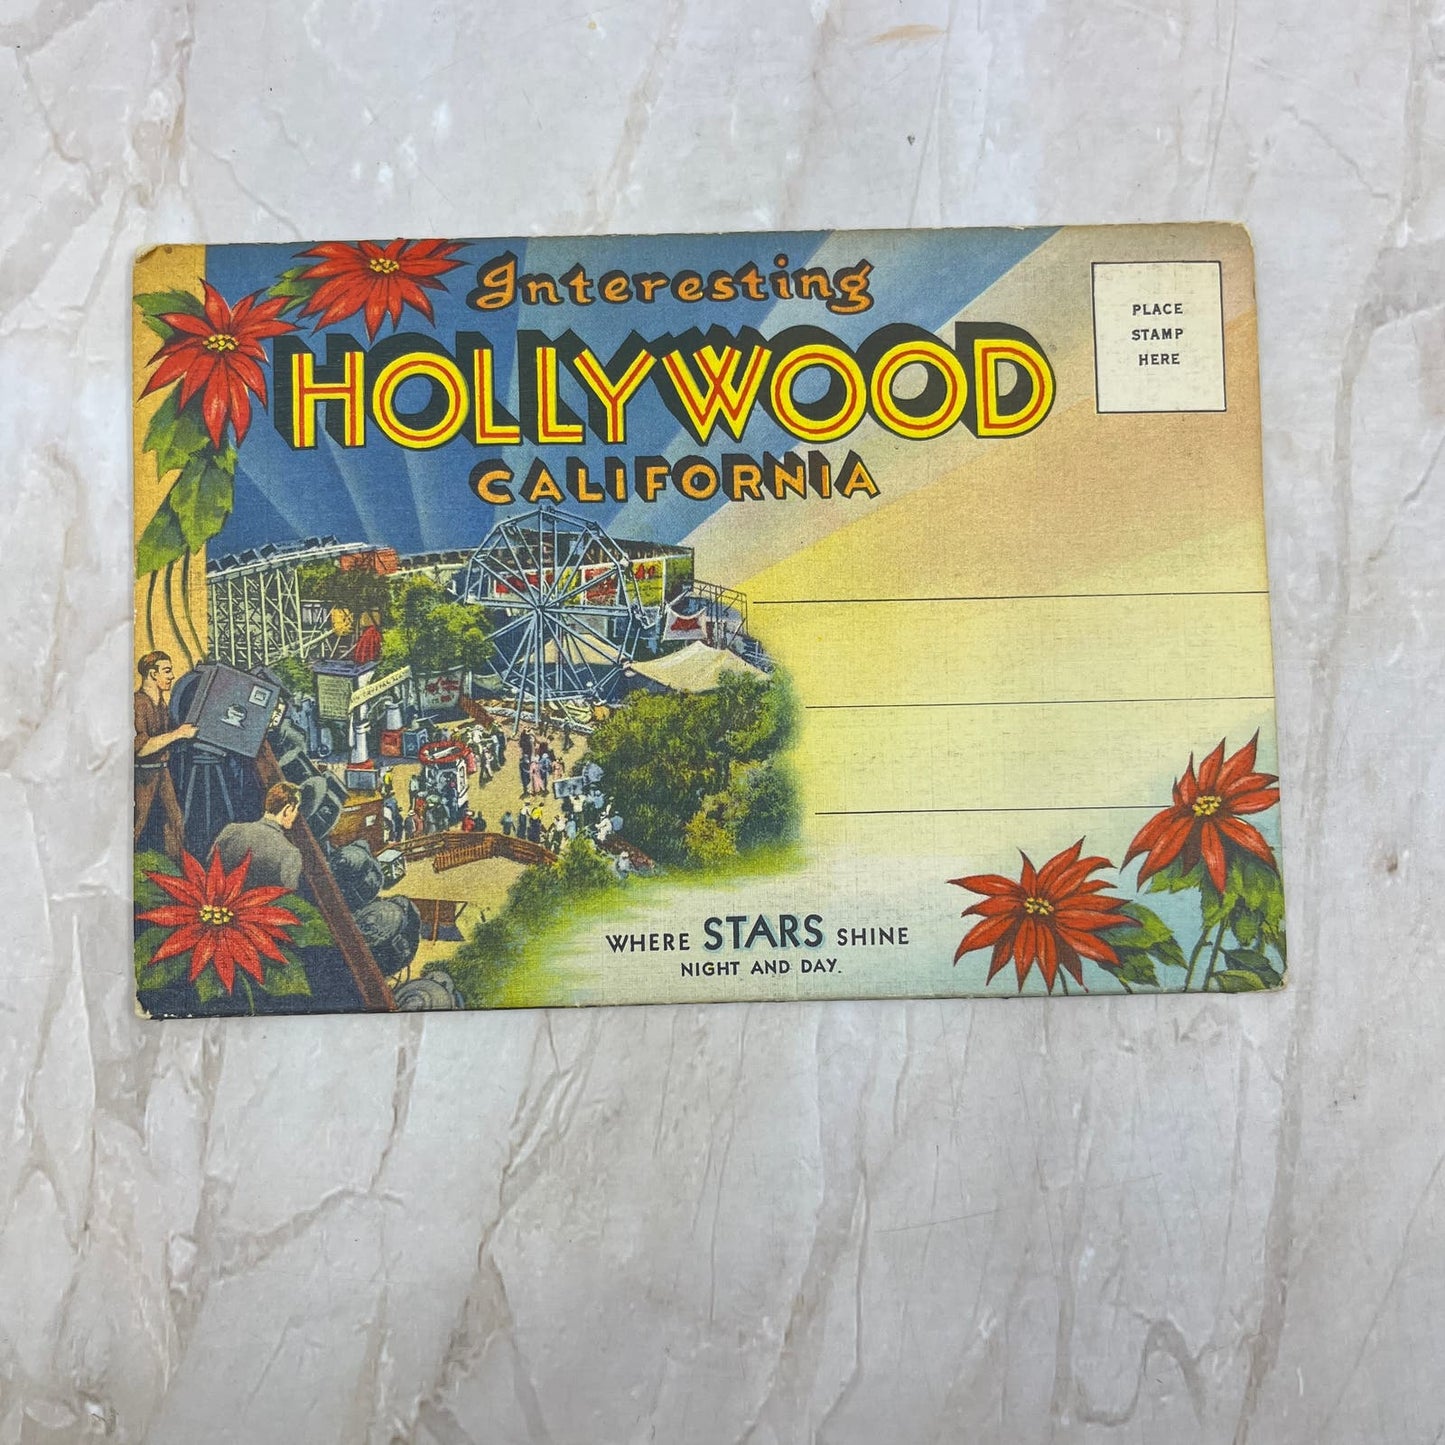 Interesting
HOLLYWOOD
CALIFORNIA
PLACE
STAMP
HERE
WHERE STARS SHINE
NIGHT AND DAY.